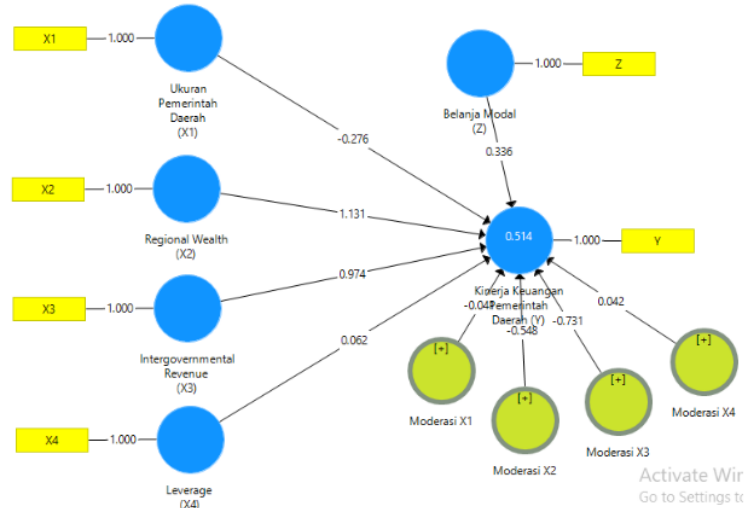 X1
1.000
Ukuran
Pemerintah
Daerah
(X1)
-0.276
Belanja Modal
(Z)
1.000
Z
0.336
X2
1.000
Regional Wealth
(X2)
1.131
0.514
1.000
Y
Kinerja Keuangan
Pemerintah
Daerah (Y)
X3
1.000
Intergovernmental
Revenue
(X3)
0.974
0.062
-0.548
-0.731
0.042
[+]
Moderasi X1
[+]
Moderasi X2
[+]
Moderasi X3
[+]
Moderasi X4
X4
1.000
Leverage
(X4)
Activate Win
Go to Settings to